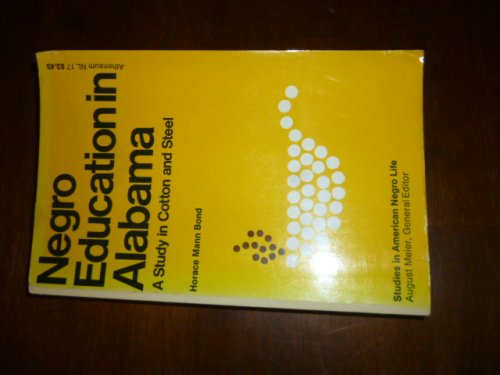 Atheneum NL 17 $3.45
Negro
Education in
Alabama
A Study in Cotton and Steel
Horace Mann Bond
Studies in American Negro Life
August Meier, General Editor